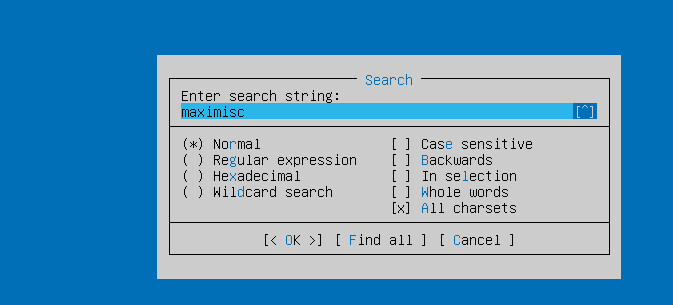 Search
Enter search string:
maximisc [^]
(*) Normal [ ] Case sensitive
( ) Regular expression [ ] Backwards
( ) Hexadecimal [ ] In selection
( ) Wildcard search [ ] Whole words
[x] All charsets
[< OK >] [ Find all ] [ Cancel ]